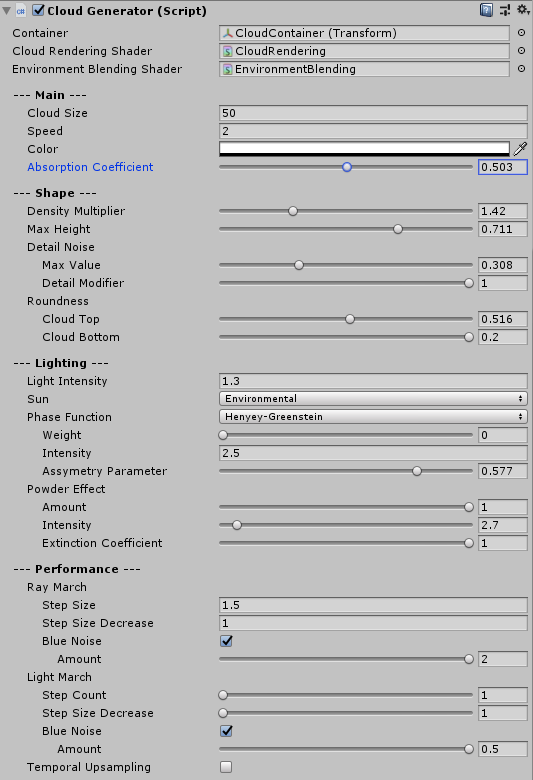 Cloud Generator (Script)
Container CloudContainer (Transform)
Cloud Rendering Shader CloudRendering
Environment Blending Shader EnvironmentBlending
--- Main ---
Cloud Size 50
Speed 2
Color
Absorption Coefficient 0.503
--- Shape ---
Density Multiplier 1.42
Max Height 0.711
Detail Noise
Max Value 0.308
Detail Modifier 1
Roundness
Cloud Top 0.516
Cloud Bottom 0.2
--- Lighting ---
Light Intensity 1.3
Sun Environmental
Phase Function Henyey-Greenstein
Weight 0
Intensity 2.5
Assymetry Parameter 0.577
Powder Effect
Amount 1
Intensity 2.7
Extinction Coefficient 1
--- Performance ---
Ray March
Step Size 1.5
Step Size Decrease 1
Blue Noise
Amount 2
Light March
Step Count 1
Step Size Decrease 1
Blue Noise
Amount 0.5
Temporal Upsampling